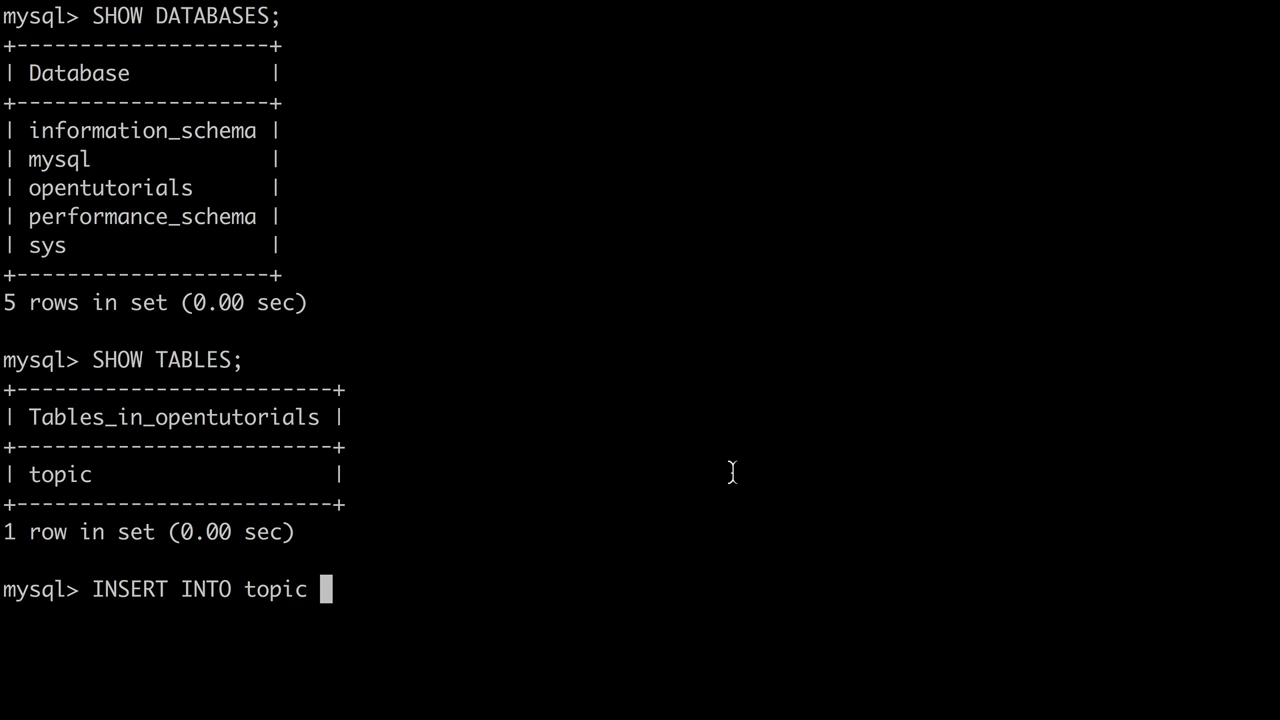 mysql> SHOW DATABASES;
+--------------------+
| Database           |
+--------------------+
| information_schema |
| mysql              |
| opentutorials      |
| performance_schema |
| sys                |
+--------------------+
5 rows in set (0.00 sec)

mysql> SHOW TABLES;
+-------------------------+
| Tables_in_opentutorials |
+-------------------------+
| topic                   |
+-------------------------+
1 row in set (0.00 sec)

mysql> INSERT INTO topic